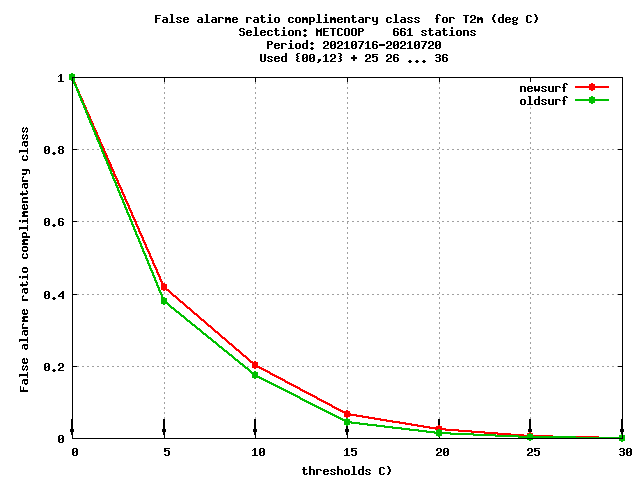 False alarme ratio complimentary class  for T2m (deg C)
Selection: METCOOP    661 stations
Period: 20210716-20210720
Used {00,12} + 25 26 ... 36
newsurf
oldsurf
False alarme ratio complimentary class
1
0.8
0.6
0.4
0.2
0
0 5 10 15 20 25 30
thresholds C)